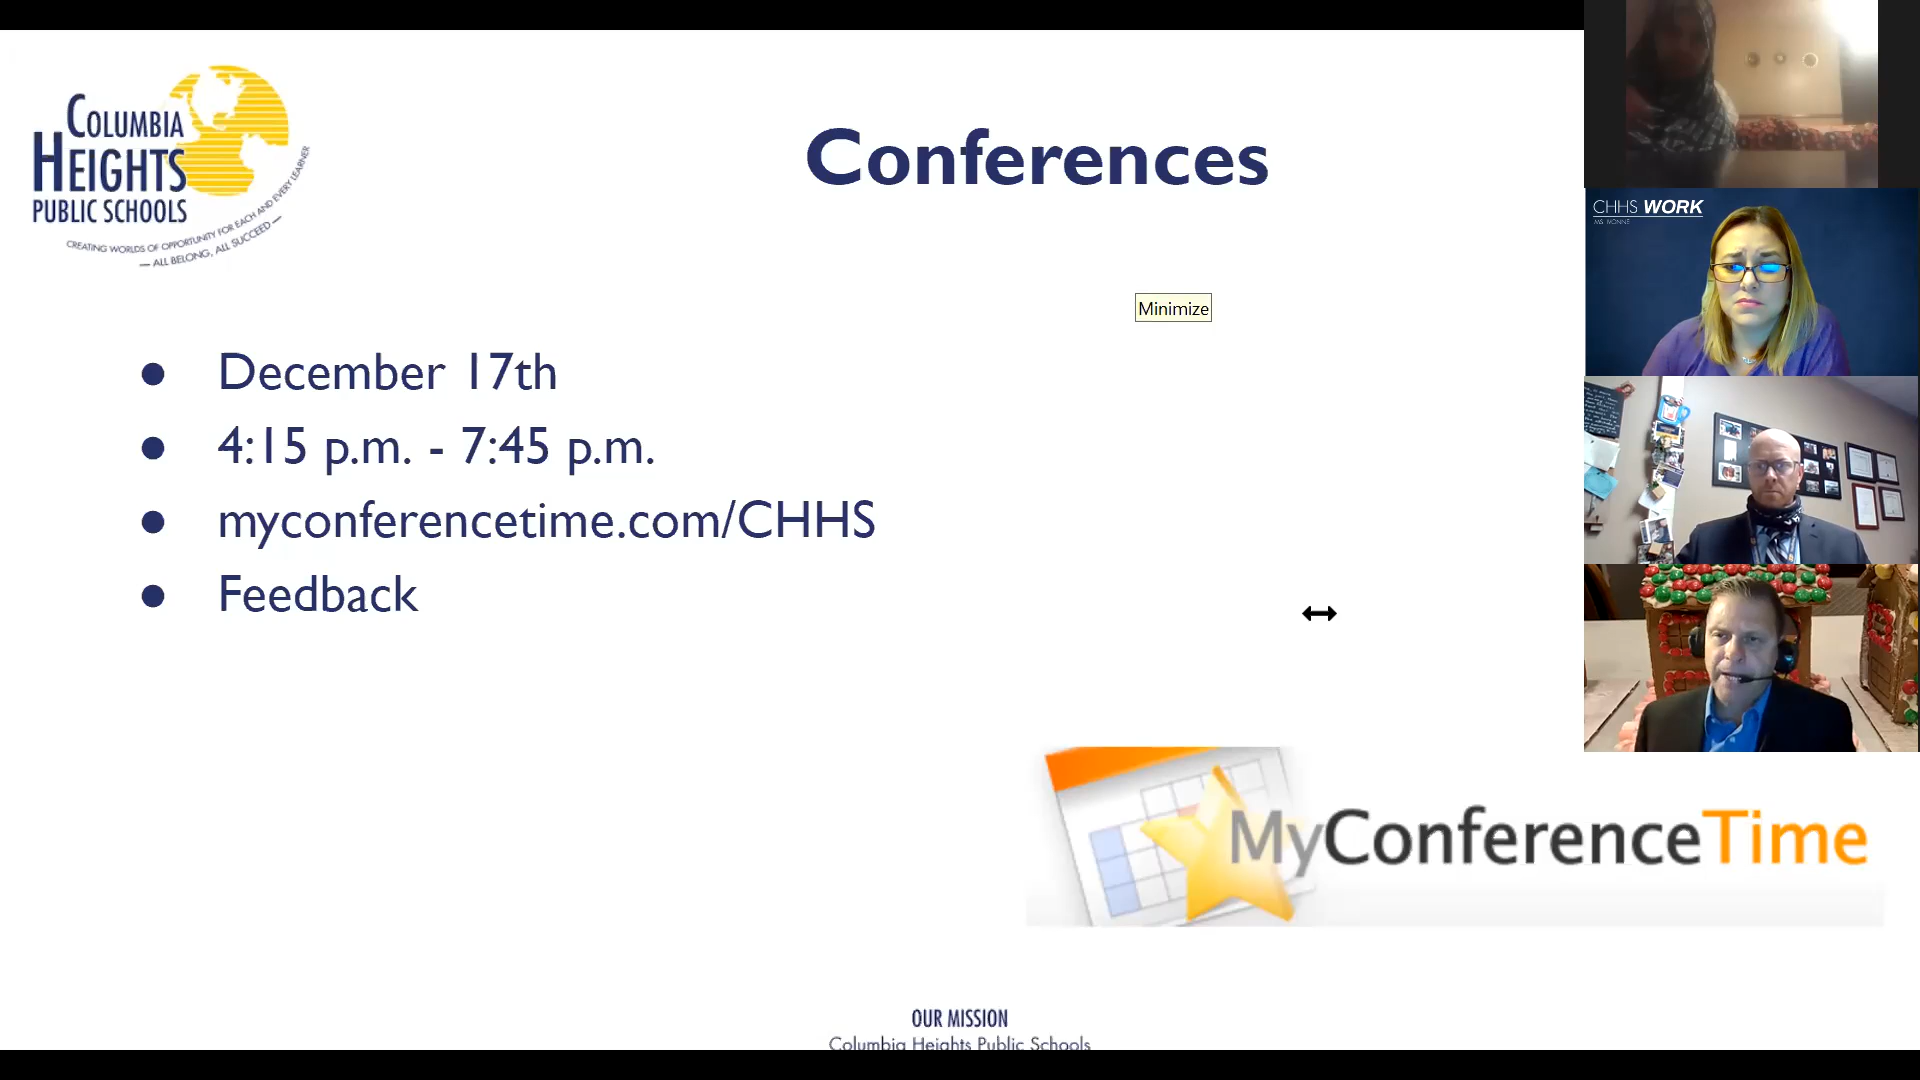 COLUMBIA
HEIGHTS
PUBLIC SCHOOLS
CREATING WORLDS OF OPPORTUNITY FOR EACH AND EVERY LEARNER
— ALL BELONG, ALL SUCCEED —
Conferences
Minimize
● December 17th
● 4:15 p.m. - 7:45 p.m.
● myconferencetime.com/CHHS
● Feedback
CHHS WORK
MyConferenceTime
OUR MISSION
Columbia Heights Public Schools